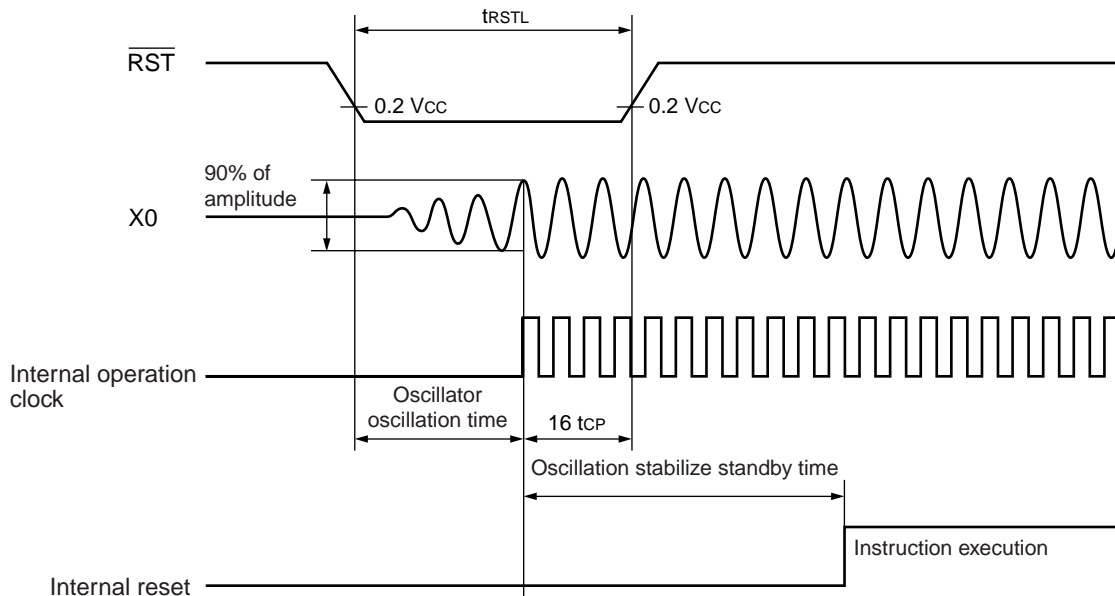 tRSTL
RST
0.2 VCC
0.2 VCC
90% of
amplitude
X0
Internal operation
clock
Oscillator
oscillation time
16 tCP
Oscillation stabilize standby time
Instruction execution
Internal reset